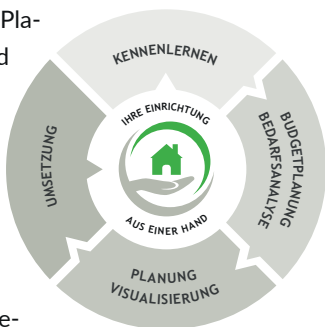 Pla-
d
KENNENLERNEN
BUDGETPLANUNG
BEDARFSANALYSE
PLANUNG
VISUALISIERUNG
UMSETZUNG
IHRE EINRICHTUNG
AUS EINER HAND
e-